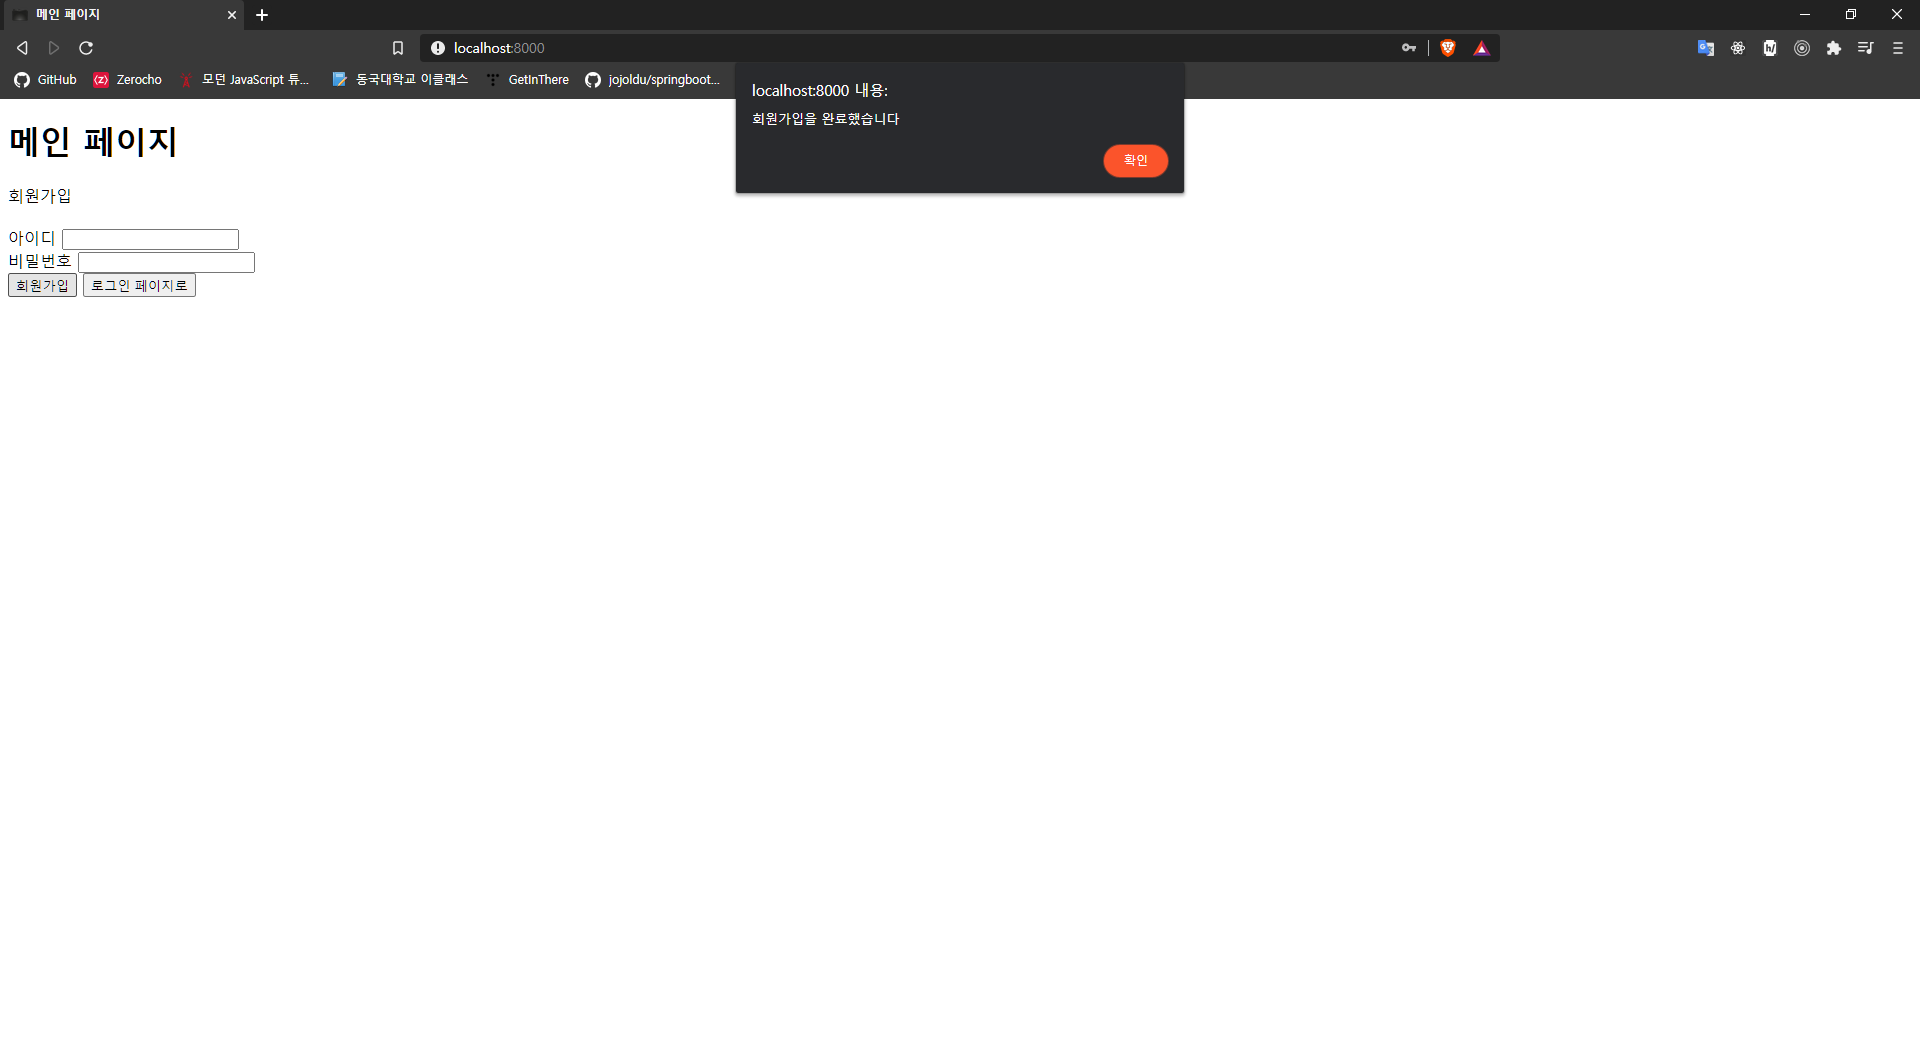 메인 페이지
localhost:8000
GitHub
Zerocho
모던 JavaScript 튜...
동국대학교 이클래스
GetInThere
jojoldu/springboot...
localhost:8000 내용:
회원가입을 완료했습니다
확인
메인 페이지
회원가입
아이디
비밀번호
회원가입 로그인 페이지로